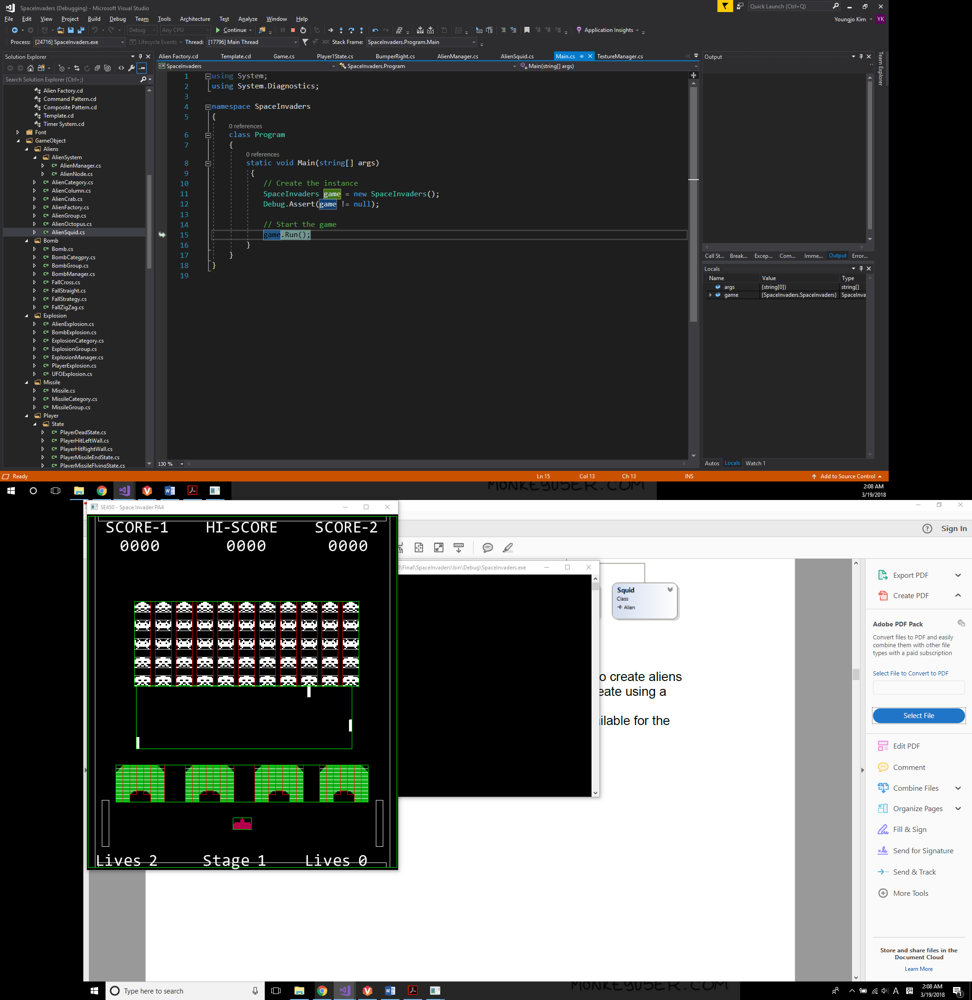 SpaceInvaders (Debugging) - Microsoft Visual Studio
Quick Launch (Ctrl+Q)
File Edit View Project Build Debug Team Tools Architecture Test Analyze Window Help
Youngjo Kim YK
Debug Any CPU Continue Application Insights
Process: [24716] SpaceInvaders.exe Lifecycle Events Thread: [17796] Main Thread Stack Frame: SpaceInvaders.Program.Main
Solution Explorer
Search Solution Explorer (Ctrl+;)
Alien Factory.cd
Command Pattern.cd
Composite Pattern.cd
Template.cd
Timer System.cd
Font
GameObject
Aliens
AlienSystem
C# AlienManager.cs
C# AlienNode.cs
C# AlienCategory.cs
C# AlienColumn.cs
C# AlienCrab.cs
C# AlienFactory.cs
C# AlienGroup.cs
C# AlienOctopus.cs
C# AlienSquid.cs
Bomb
C# Bomb.cs
C# BombCategpry.cs
C# BombGroup.cs
C# BombManager.cs
C# FallCross.cs
C# FallStraight.cs
C# FallStrategy.cs
C# FallZigZag.cs
Explosion
C# AlienExplosion.cs
C# BombExplosion.cs
C# ExplosionCategory.cs
C# ExplosionGroup.cs
C# ExplosionManager.cs
C# PlayerExplosion.cs
C# UFOExplosion.cs
Missile
C# Missile.cs
C# MissileCategory.cs
C# MissileGroup.cs
Player
State
C# PlayerDeadState.cs
C# PlayerHitLeftWall.cs
C# PlayerHitRightWall.cs
C# PlayerMissileEndState.cs
C# PlayerMissileFlyingState.cs
Alien Factory.cd Template.cd Game.cs Player1State.cs BumperRight.cs AlienManager.cs AlienSquid.cs Main.cs TextureManager.cs
C# SpaceInvaders SpaceInvaders.Program Main(string[] args)
1 using System;
2 using System.Diagnostics;
3
4 namespace SpaceInvaders
5 {
0 references
6 class Program
7 {
0 references
8 static void Main(string[] args)
9 {
10 // Create the instance
11 SpaceInvaders game = new SpaceInvaders();
12 Debug.Assert(game != null);
13
14 // Start the game
15 game.Run();
16 }
17 }
18 }
19
130 %
Output
Team Explorer
Call St... Break... Excep... Com... Imme... Output Error...
Locals
Name Value Type
args {string[0]} string[]
game {SpaceInvaders.SpaceInvaders} SpaceInva
Autos Locals Watch 1
Ready Ln 15 Col 13 Ch 13 INS Add to Source Control
MONKEYUSER.COM
2:08 AM
3/19/2018
SE450 - Space Invader PA4
SCORE-1 HI-SCORE SCORE-2
0000 0000 0000
Lives 2 Stage 1 Lives 0
\Final\SpaceInvaders\bin\Debug\SpaceInvaders.exe
Squid
Class
Alien
o create aliens
eate using a
ilable for the
Sign In
Export PDF
Create PDF
Adobe PDF Pack
Convert files to PDF and easily
combine them with other file
types with a paid subscription
Select File to Convert to PDF
Select File
Edit PDF
Comment
Combine Files
Organize Pages
Fill & Sign
Send for Signature
Send & Track
More Tools
Store and share files in the
Document Cloud
Learn More
MONKEYUSER.COM
Type here to search
A
2:08 AM
3/19/2018
1